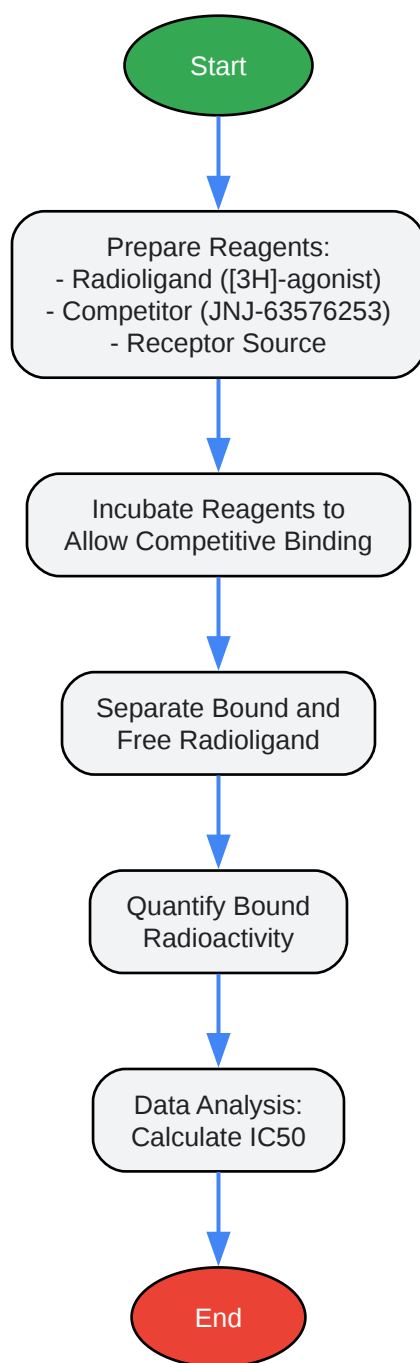 Start
Prepare Reagents:
- Radioligand ([3H]-agonist)
- Competitor (JNJ-63576253)
- Receptor Source
Incubate Reagents to
Allow Competitive Binding
Separate Bound and
Free Radioligand
Quantify Bound
Radioactivity
Data Analysis:
Calculate IC50
End